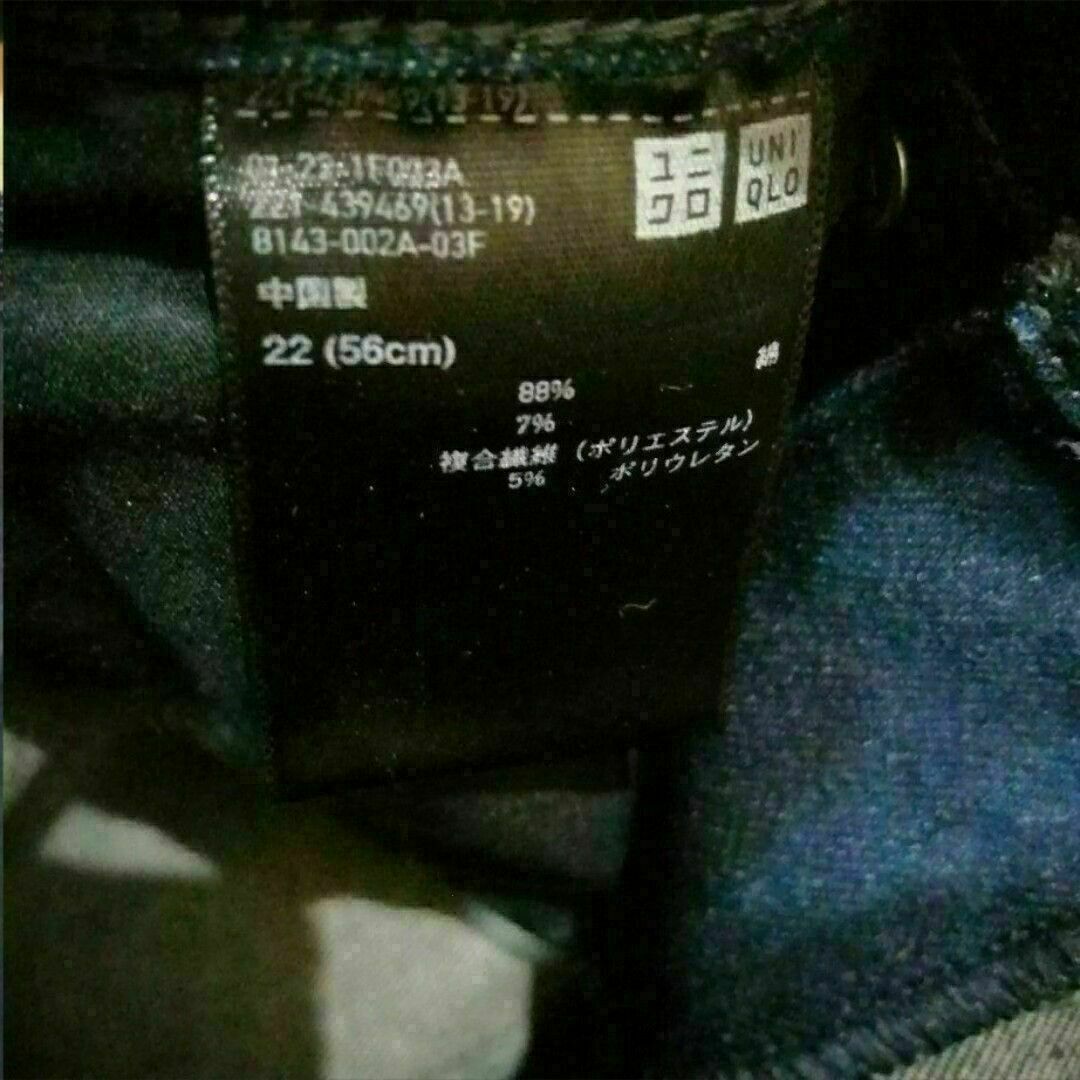 ユニ
クロ
UNI
QLO
221-439469(13-19)
8143-002A-03F
中国製
22 (56cm)
綿
88%
7%
複合繊維 (ポリエステル)
5% ポリウレタン